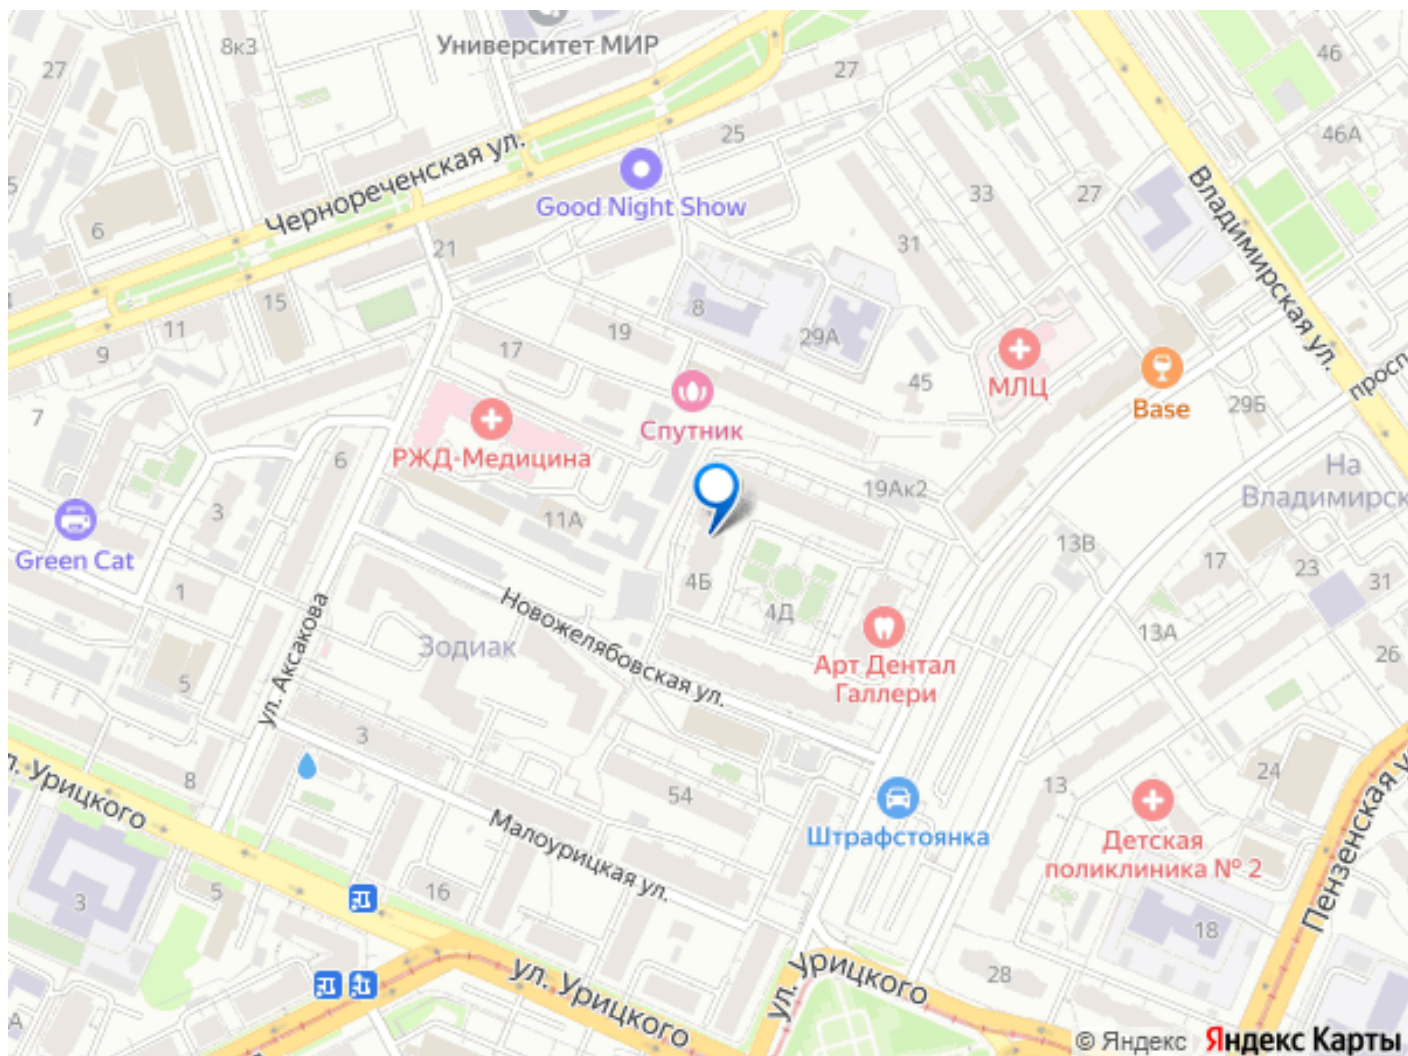 Университет МИР
8к3
27
27
46
46А
25
Чернореченская ул.
Good Night Show
33
27
Владимирская ул.
6
21
31
15
11
9
8
19
29А
17
МЛЦ
45
Base
29Б
просп
7
Спутник
РЖД-Медицина
6
На
Владимирск
19Ак2
3
11А
Green Cat
13В
17
23
31
1
4Б
4Д
Новожелябовская ул.
13А
Зодиак
ул. Аксакова
Арт Дентал
Галлери
26
5
3
8
л. Урицкого
54
13
24
Штрафстоянка
Детская
поликлиника № 2
Малоурицкая ул.
Пензенская у
16
5
3
18
ул. Урицкого
ул. Урицкого
28
А
© Яндекс Яндекс Карты